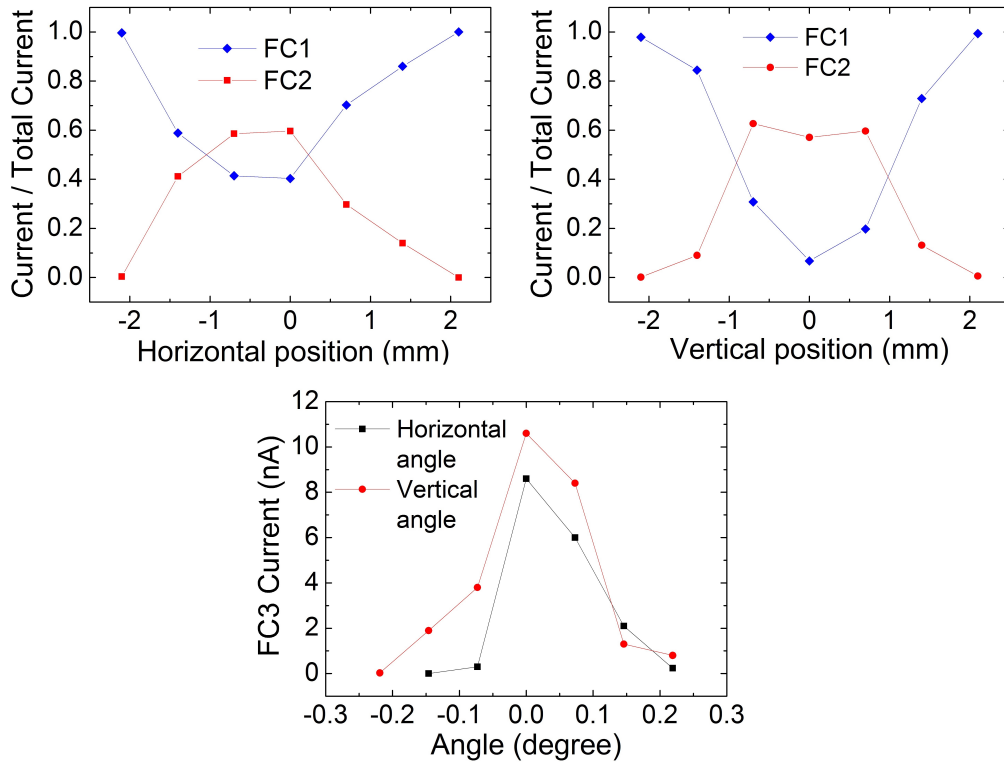 Current / Total Current
1.0
0.8
0.6
0.4
0.2
0.0
FC1
FC2
-2
-1
0
1
2
Horizontal position (mm)
Current / Total Current
1.0
0.8
0.6
0.4
0.2
0.0
FC1
FC2
-2
-1
0
1
2
Vertical position (mm)
FC3 Current (nA)
12
10
8
6
4
2
0
Horizontal
angle
Vertical
angle
-0.3
-0.2
-0.1
0.0
0.1
0.2
0.3
Angle (degree)